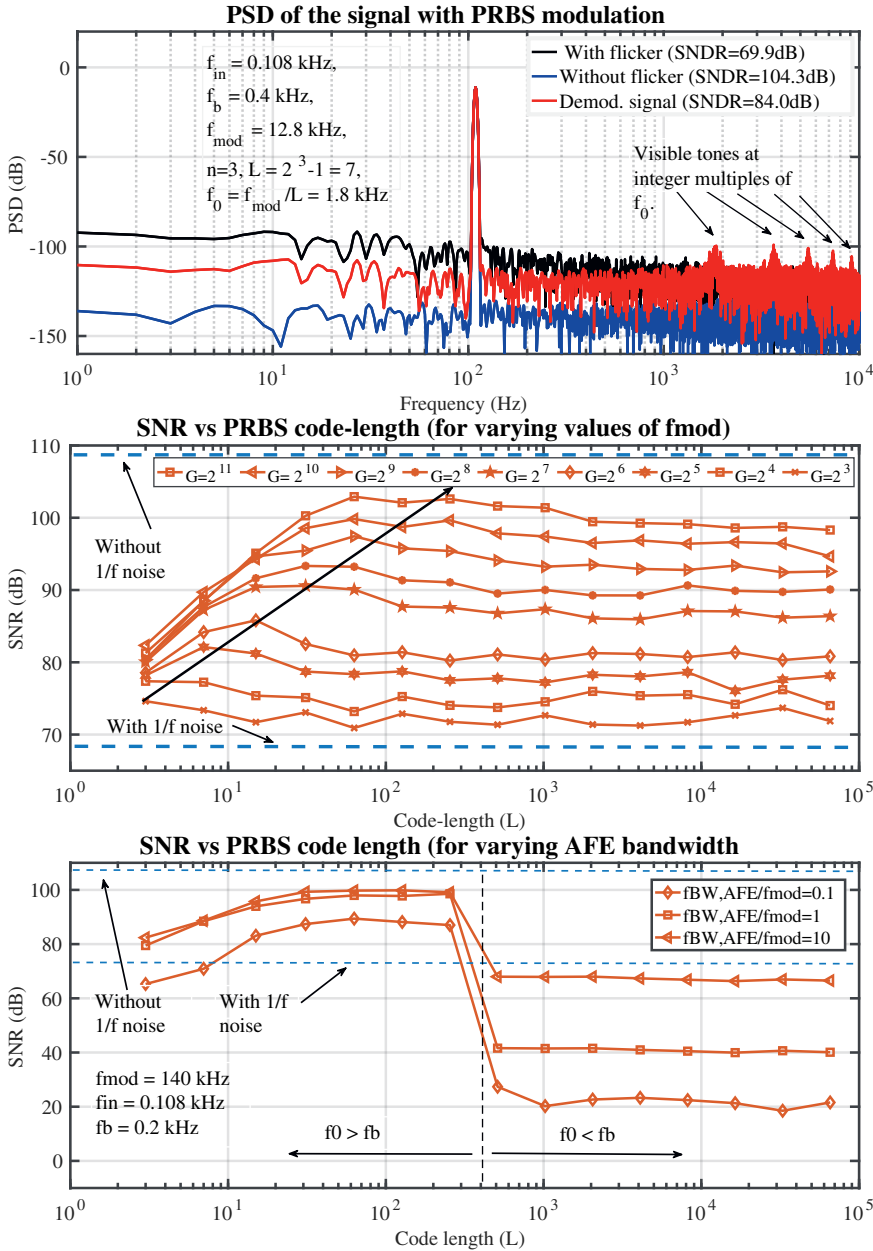 PSD of the signal with PRBS modulation
0
-50
-100
-150
PSD (dB)
f_in = 0.108 kHz,
f_b = 0.4 kHz,
f_mod = 12.8 kHz,
n=3, L = 2^3-1 = 7,
f_0 = f_mod/L = 1.8 kHz
With flicker (SNDR=69.9dB)
Without flicker (SNDR=104.3dB)
Demod. signal (SNDR=84.0dB)
Visible tones at
integer multiples of
f_0.
10^0 10^1 10^2 10^3 10^4
Frequency (Hz)
SNR vs PRBS code-length (for varying values of fmod)
110
100
90
80
70
60
SNR (dB)
G=2^11 G= 2^10 G=2^9 G=2^8 G= 2^7 G=2^6 G=2^5 G=2^4 G=2^3
Without
1/f noise
With 1/f noise
10^0 10^1 10^2 10^3 10^4 10^5
Code-length (L)
SNR vs PRBS code length (for varying AFE bandwidth
100
80
60
40
20
0
SNR (dB)
fBW,AFE/fmod=0.1
fBW,AFE/fmod=1
fBW,AFE/fmod=10
Without
1/f noise
With 1/f
noise
fmod = 140 kHz
fin = 0.108 kHz
fb = 0.2 kHz
f0 > fb
f0 < fb
10^0 10^1 10^2 10^3 10^4 10^5
Code length (L)